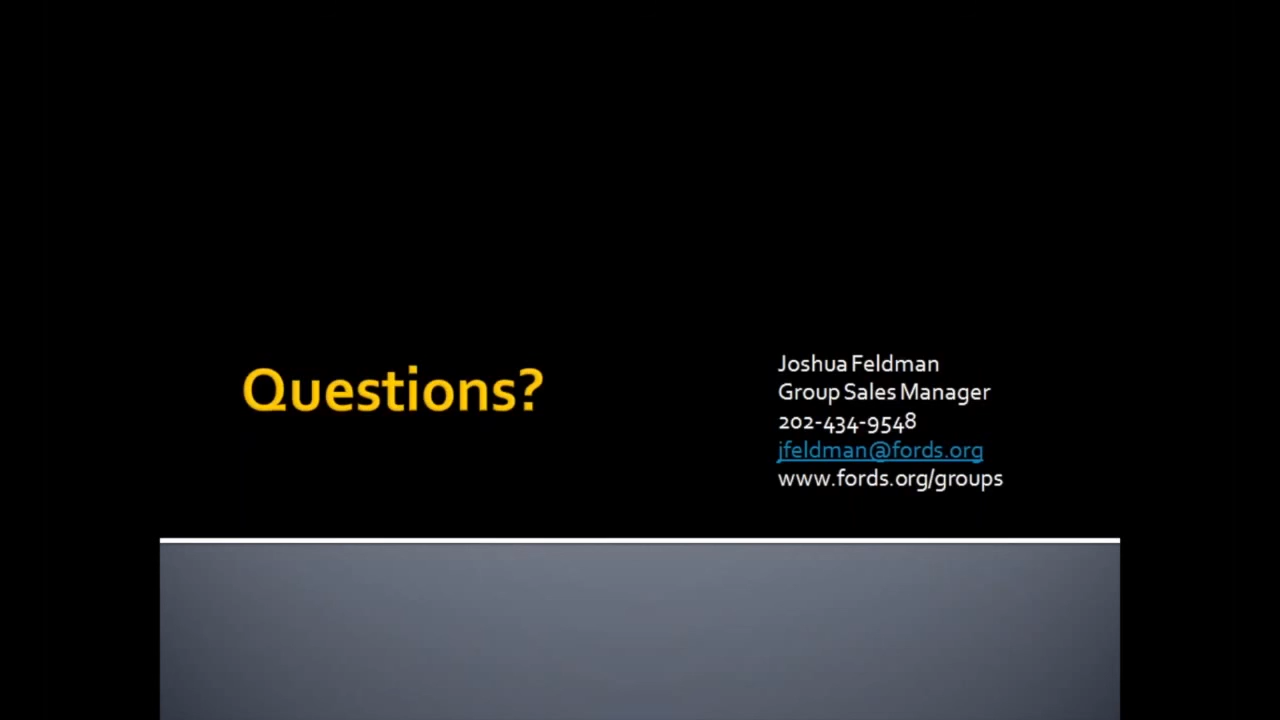 Questions?
Joshua Feldman
Group Sales Manager
202-434-9548
jfeldman@fords.org
www.fords.org/groups